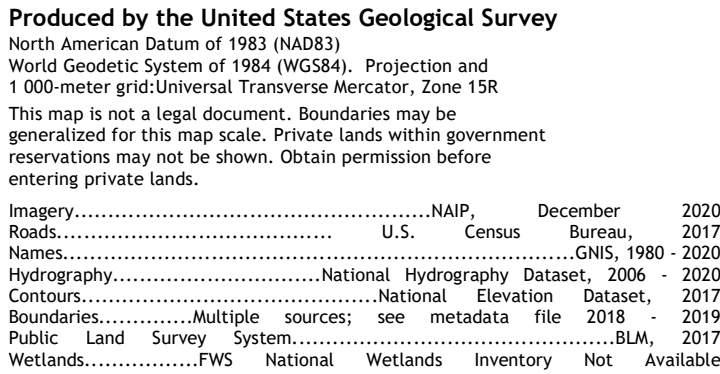 Produced by the United States Geological Survey
North American Datum of 1983 (NAD83)
World Geodetic System of 1984 (WGS84). Projection and
1 000-meter grid:Universal Transverse Mercator, Zone 15R
This map is not a legal document. Boundaries may be
generalized for this map scale. Private lands within government
reservations may not be shown. Obtain permission before
entering private lands.
Imagery.....................................................NAIP, December 2020
Roads......................................... U.S. Census Bureau, 2017
Names............................................................................GNIS, 1980 - 2020
Hydrography...............................National Hydrography Dataset, 2006 - 2020
Contours............................................National Elevation Dataset, 2017
Boundaries..............Multiple sources; see metadata file 2018 - 2019
Public Land Survey System................................................BLM, 2017
Wetlands.................FWS National Wetlands Inventory Not Available